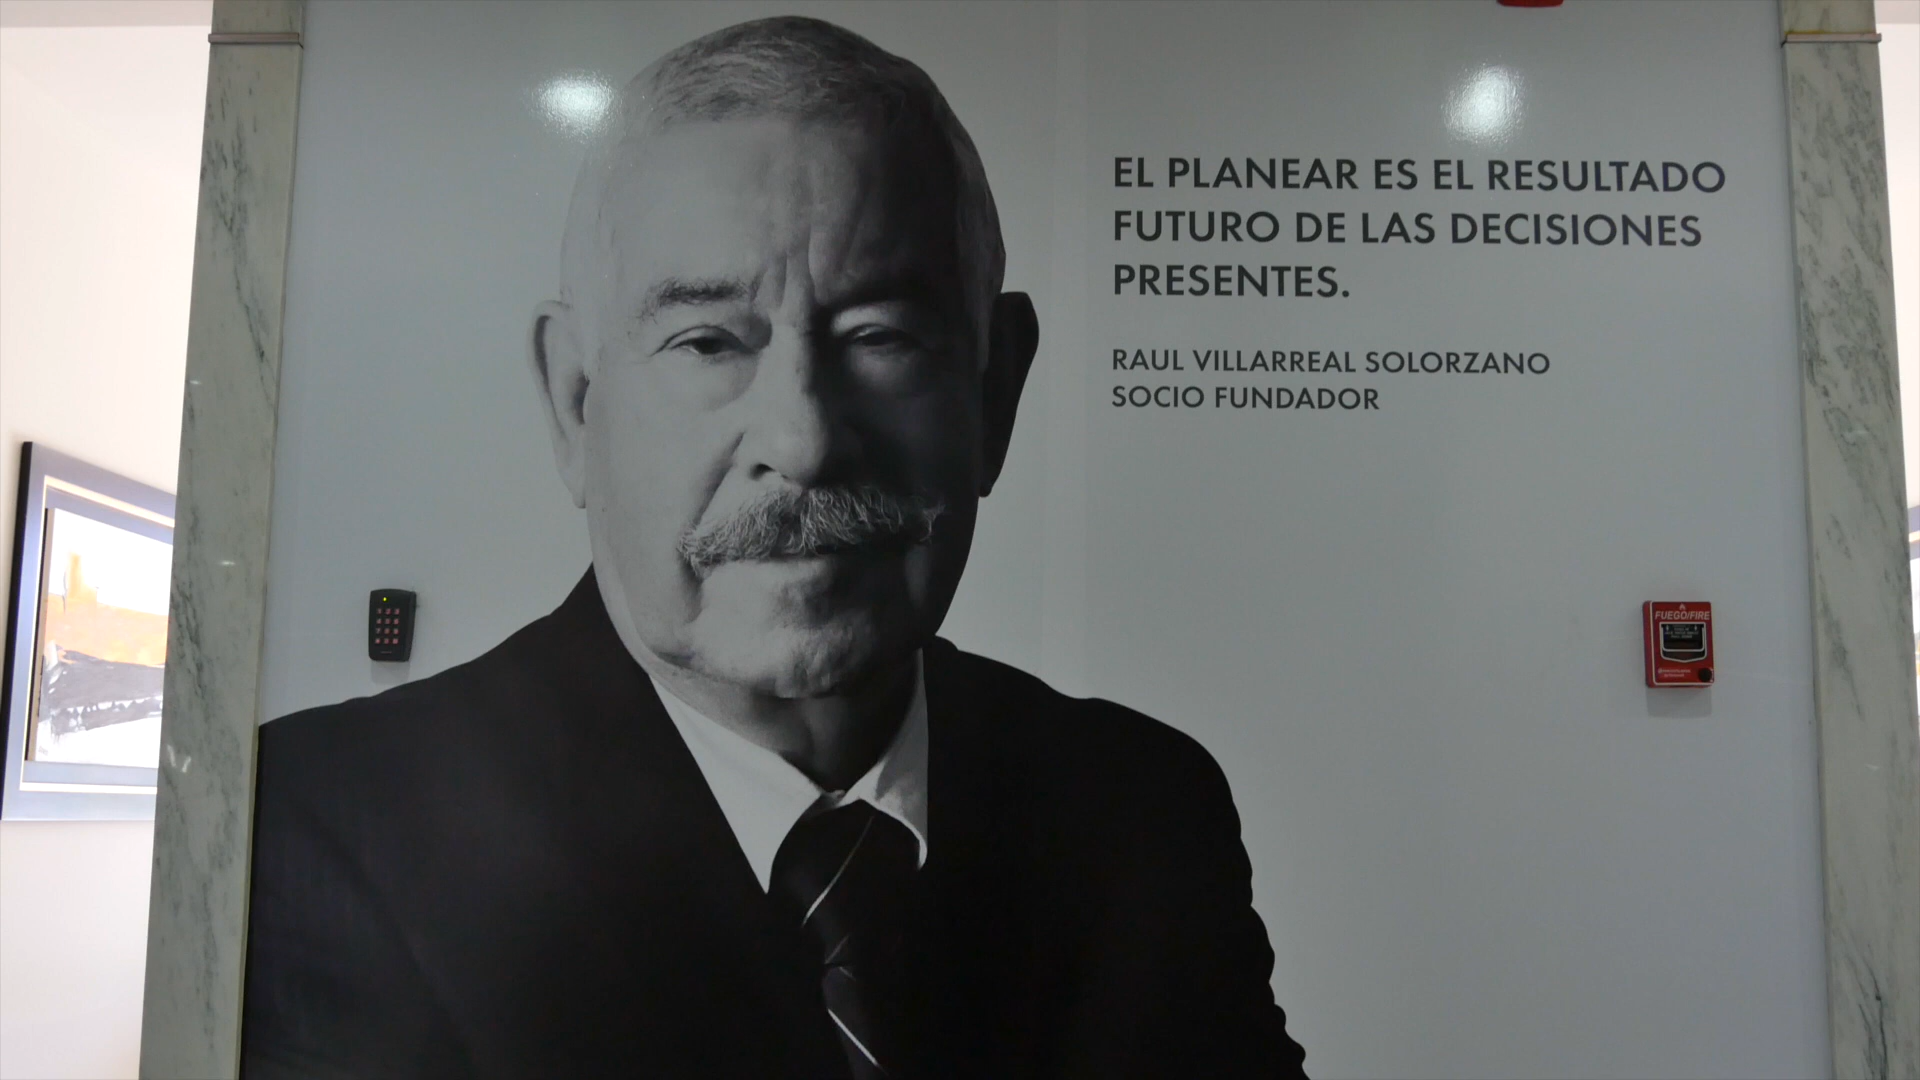 EL PLANEAR ES EL RESULTADO
FUTURO DE LAS DECISIONES
PRESENTES.
RAUL VILLARREAL SOLORZANO
SOCIO FUNDADOR
FUEGO/FIRE